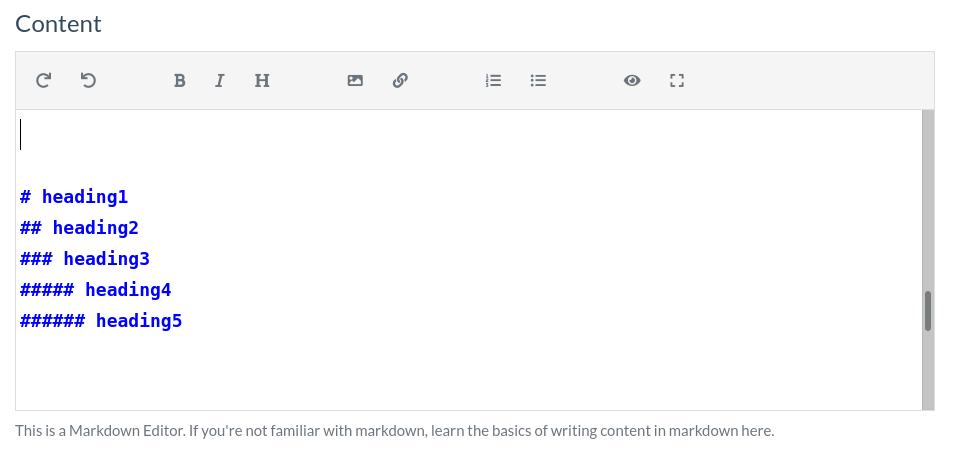 Content
B I H
# heading1
## heading2
### heading3
##### heading4
###### heading5
This is a Markdown Editor. If you're not familiar with markdown, learn the basics of writing content in markdown here.